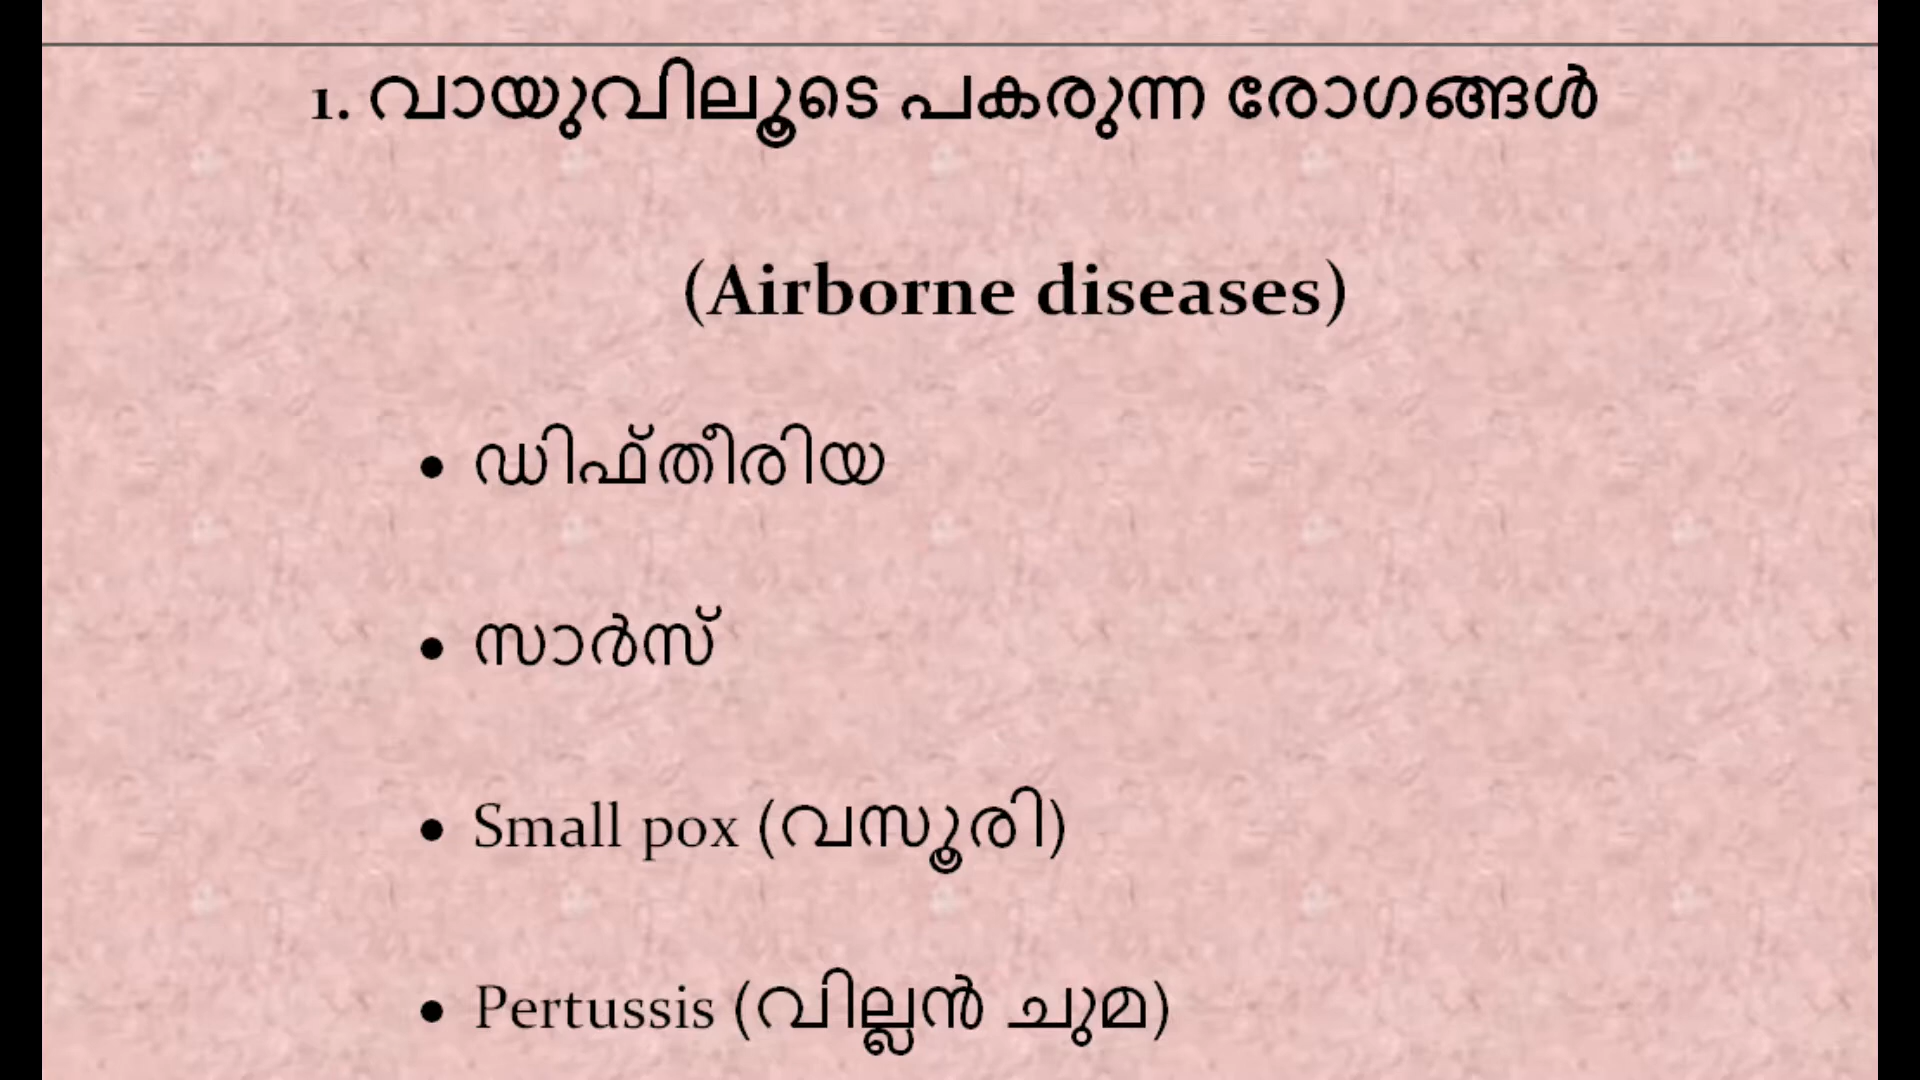 1. വായുവിലൂടെ പകരുന്ന രോഗങ്ങൾ
(Airborne diseases)
• ഡിഫ്തീരിയ
• സാർസ്
• Small pox (വസൂരി)
• Pertussis (വില്ലൻ ചുമ)